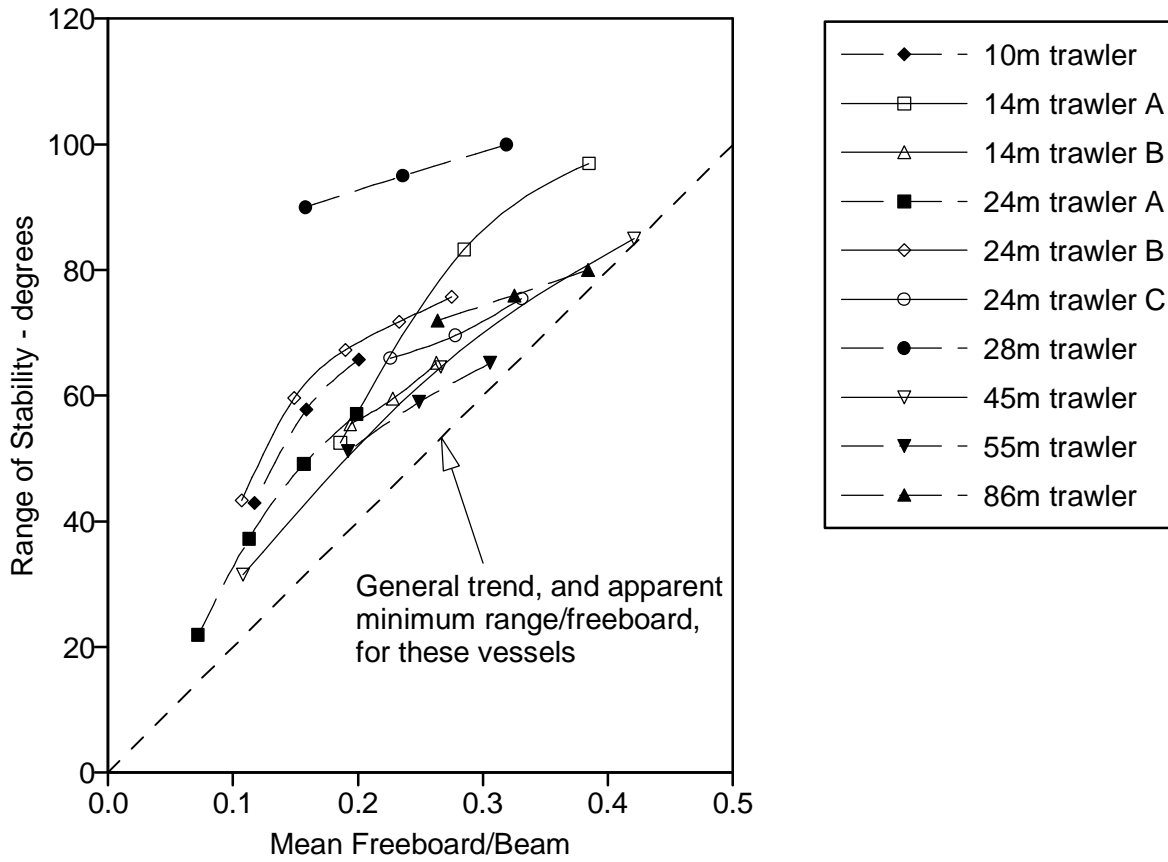 120
100
80
60
40
20
0
Range of Stability - degrees
0.0 0.1 0.2 0.3 0.4 0.5
Mean Freeboard/Beam
General trend, and apparent
minimum range/freeboard,
for these vessels
10m trawler
14m trawler A
14m trawler B
24m trawler A
24m trawler B
24m trawler C
28m trawler
45m trawler
55m trawler
86m trawler